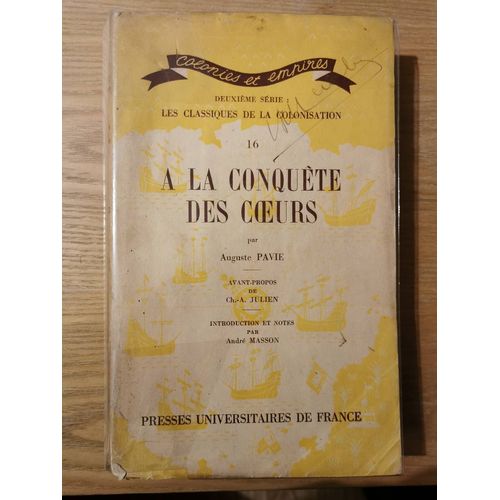 colonies et empires
DEUXIÈME SÉRIE :
LES CLASSIQUES DE LA COLONISATION
16
A LA CONQUÊTE
DES CŒURS
par
Auguste PAVIE
AVANT-PROPOS
DE
Ch.-A. JULIEN
INTRODUCTION ET NOTES
PAR
André MASSON
PRESSES UNIVERSITAIRES DE FRANCE